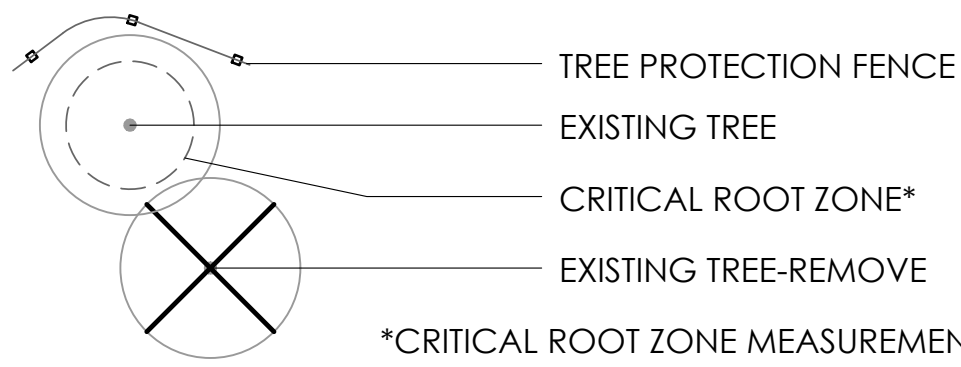 TREE PROTECTION FENCE
EXISTING TREE
CRITICAL ROOT ZONE*
EXISTING TREE-REMOVE
*CRITICAL ROOT ZONE